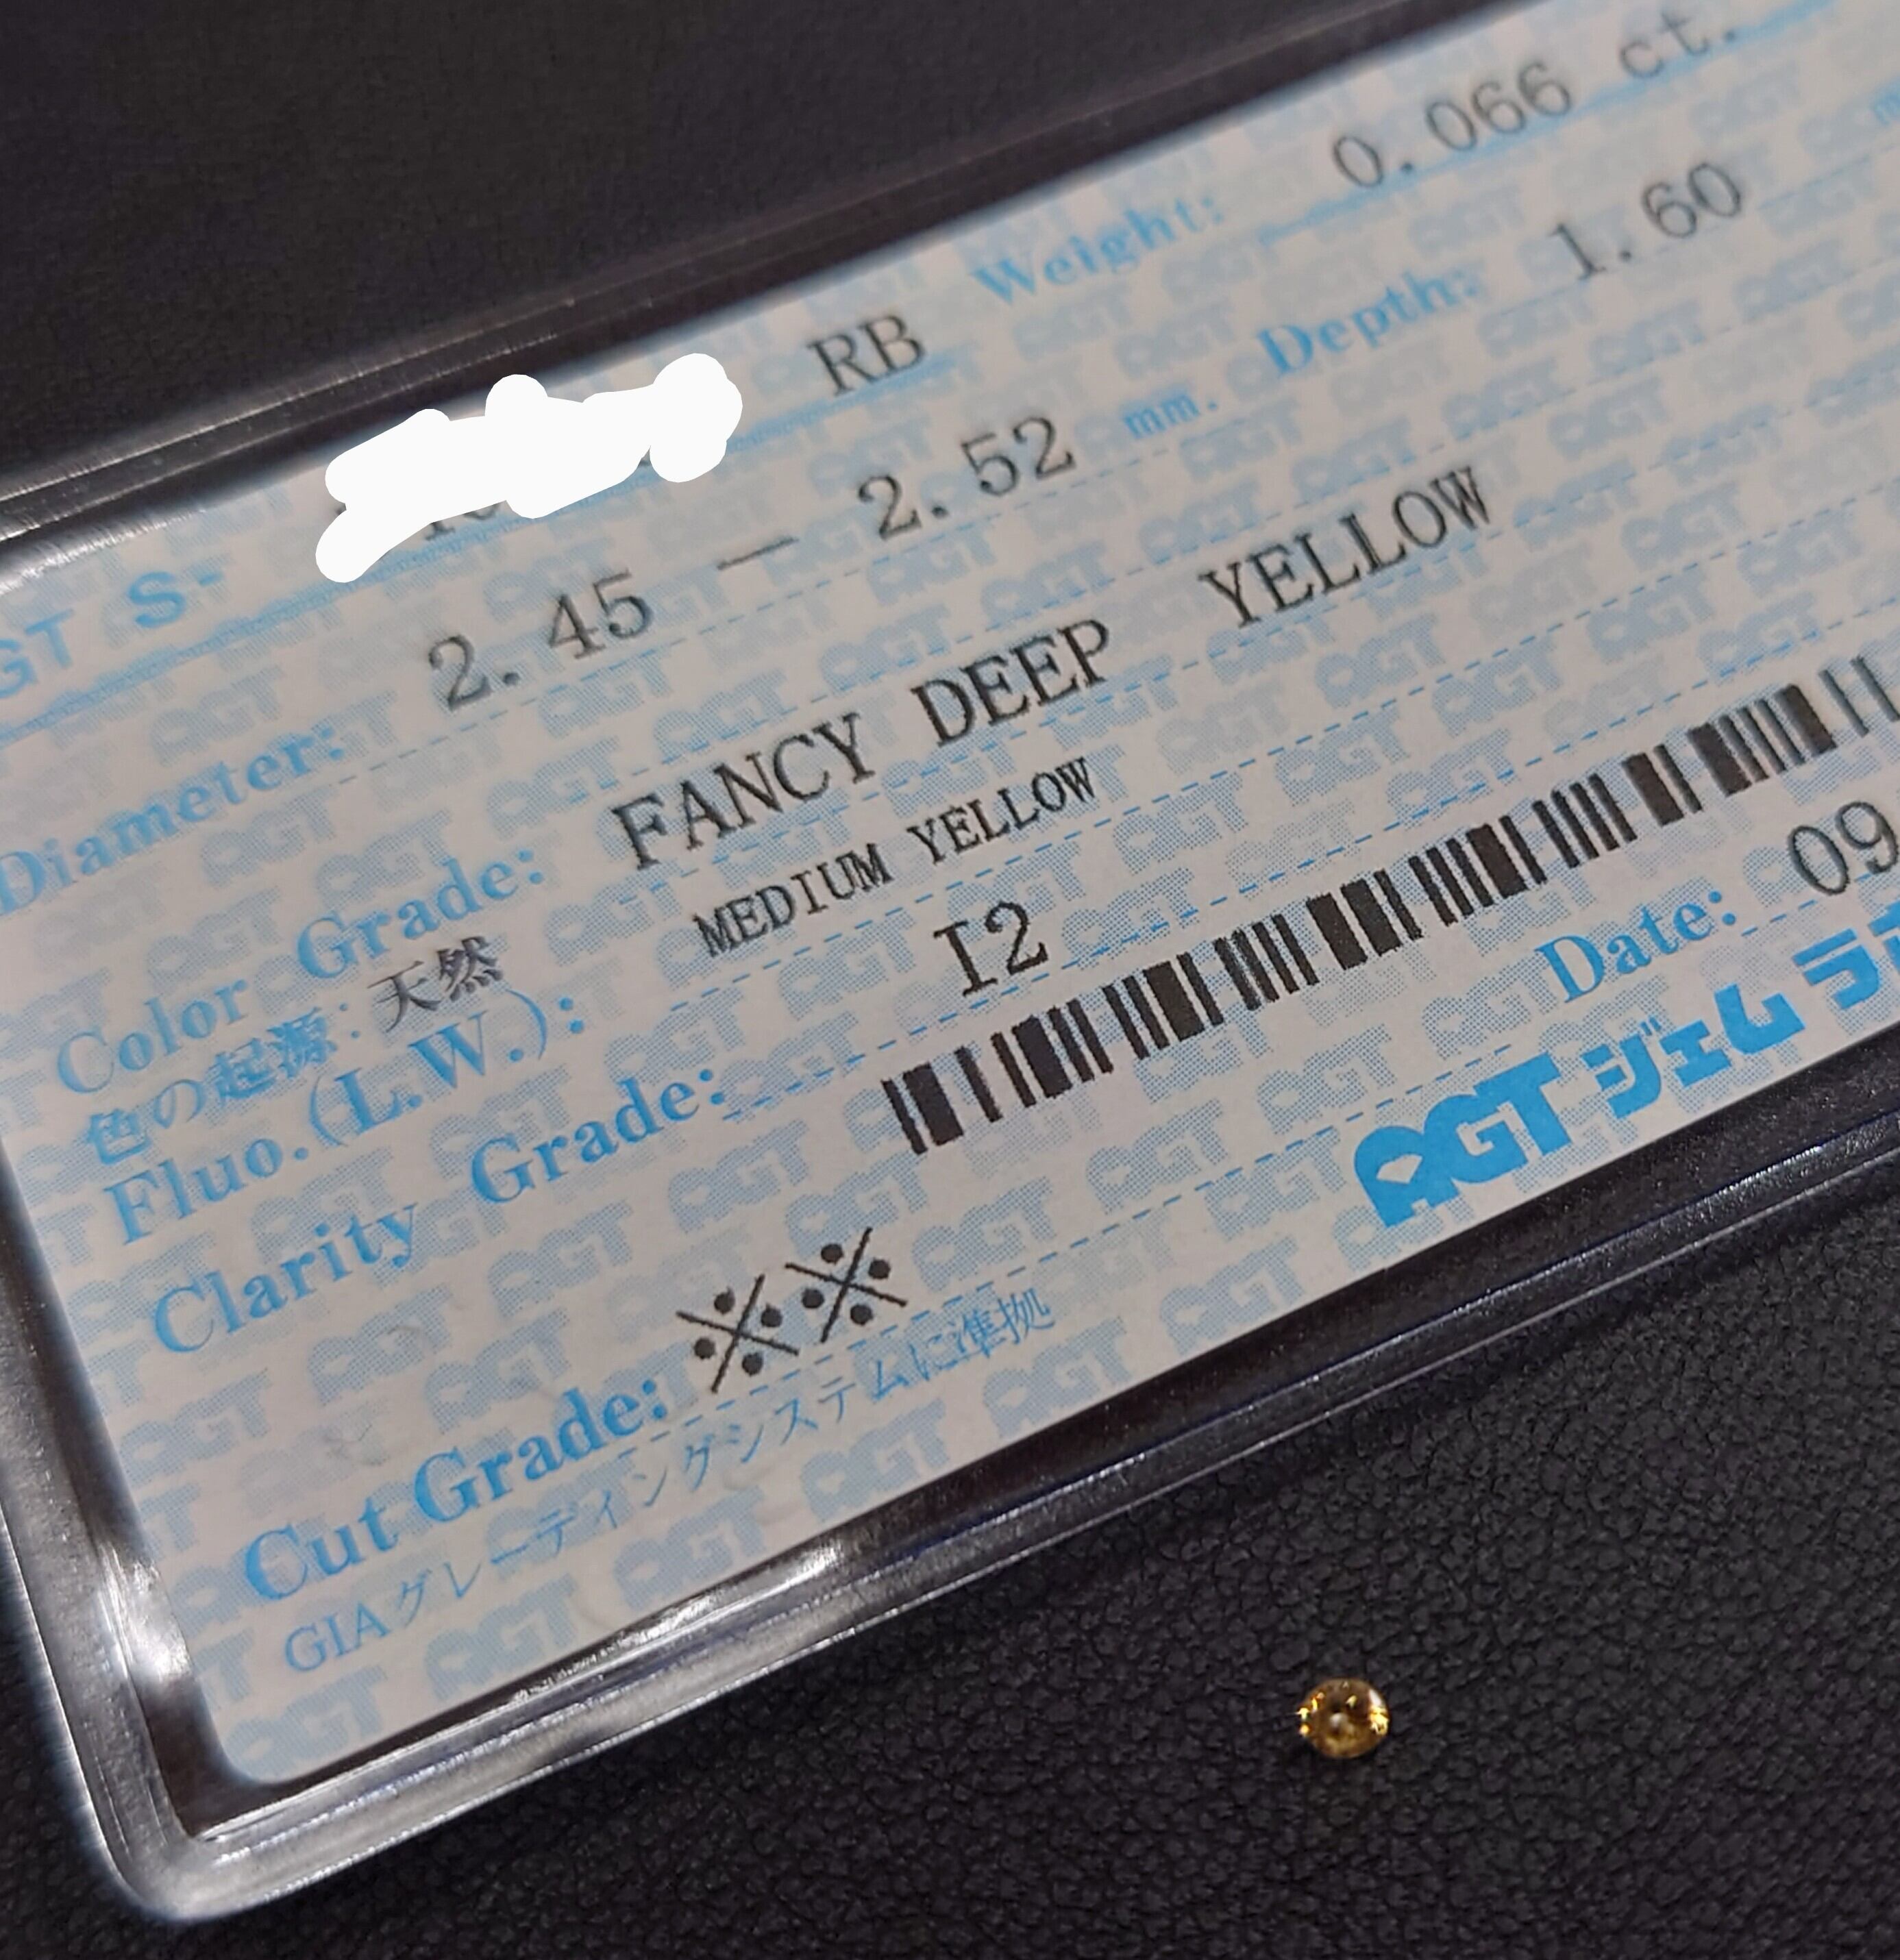 GT S- RB Weight: 0.066 ct.
Diameter: 2.45 — 2.52 mm. Depth: 1.60
Color Grade: FANCY DEEP YELLOW
色の起源: 天然
Fluo.(L.W.): MEDIUM YELLOW
Clarity Grade: I2
Cut Grade: ※※ Date: 09
GIAグレーディングシステムに準拠
AGT ジェム ラ